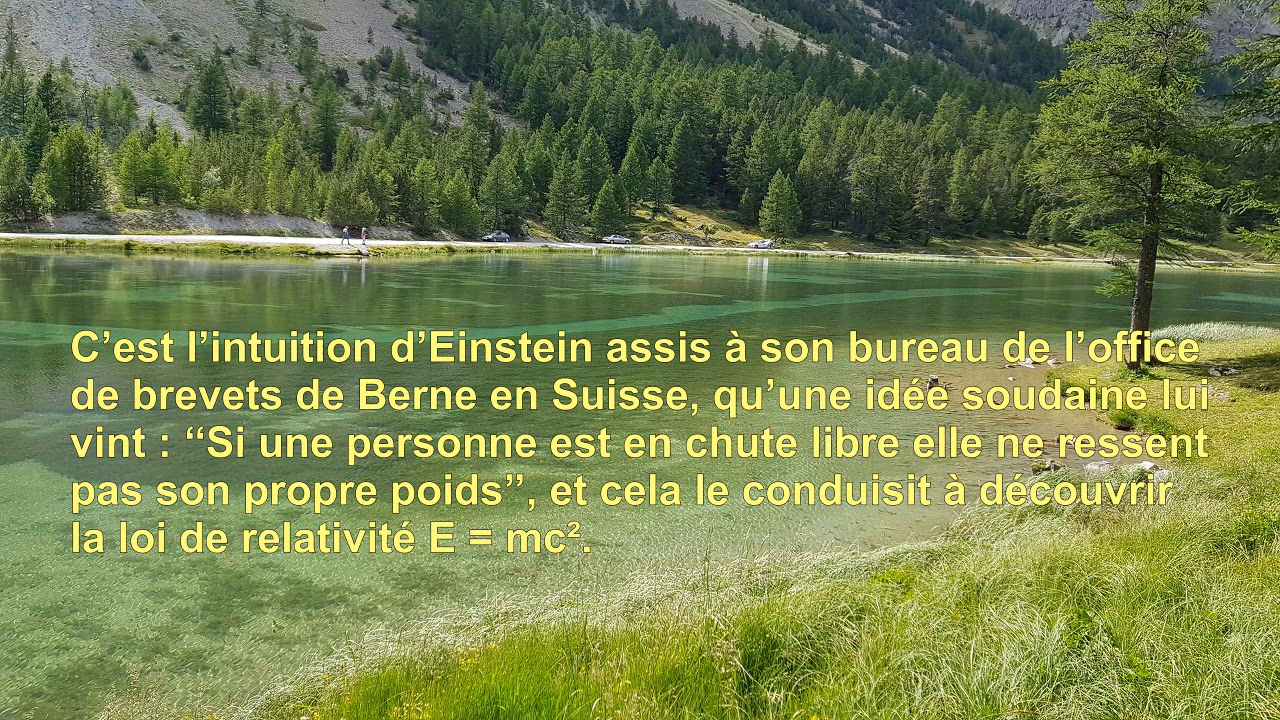 C’est l’intuition d’Einstein assis à son bureau de l’office
de brevets de Berne en Suisse, qu’une idée soudaine lui
vint : “Si une personne est en chute libre elle ne ressent
pas son propre poids”, et cela le conduisit à découvrir
la loi de relativité E = mc².